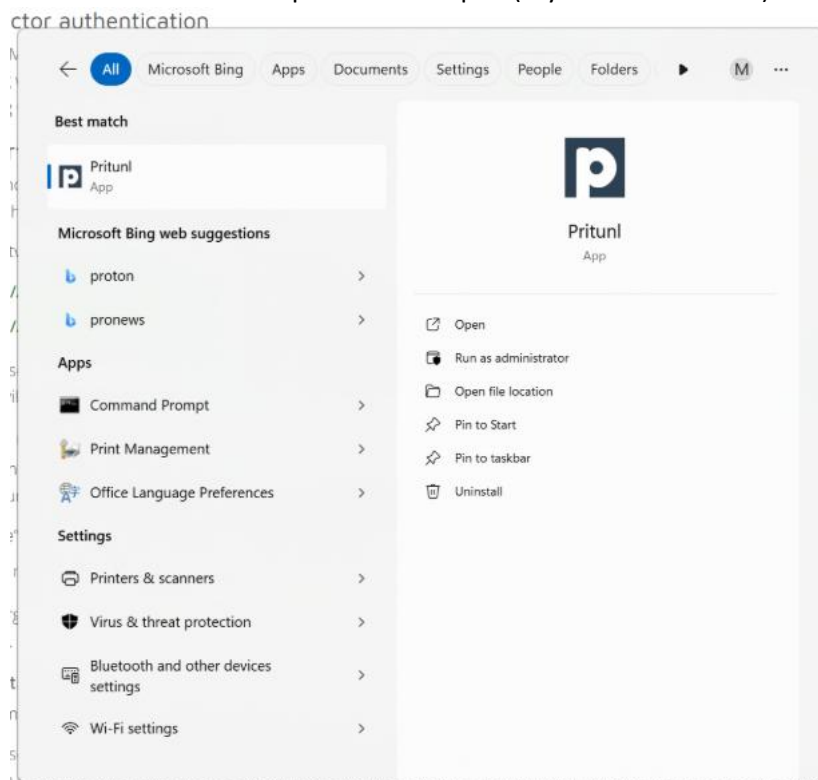 ctor authentication
All
Microsoft Bing
Apps
Documents
Settings
People
Folders
M
Best match
Pritunl
App
Microsoft Bing web suggestions
proton
pronews
Apps
Command Prompt
Print Management
Office Language Preferences
Settings
Printers & scanners
Virus & threat protection
Bluetooth and other devices
settings
Wi-Fi settings
Pritunl
App
Open
Run as administrator
Open file location
Pin to Start
Pin to taskbar
Uninstall